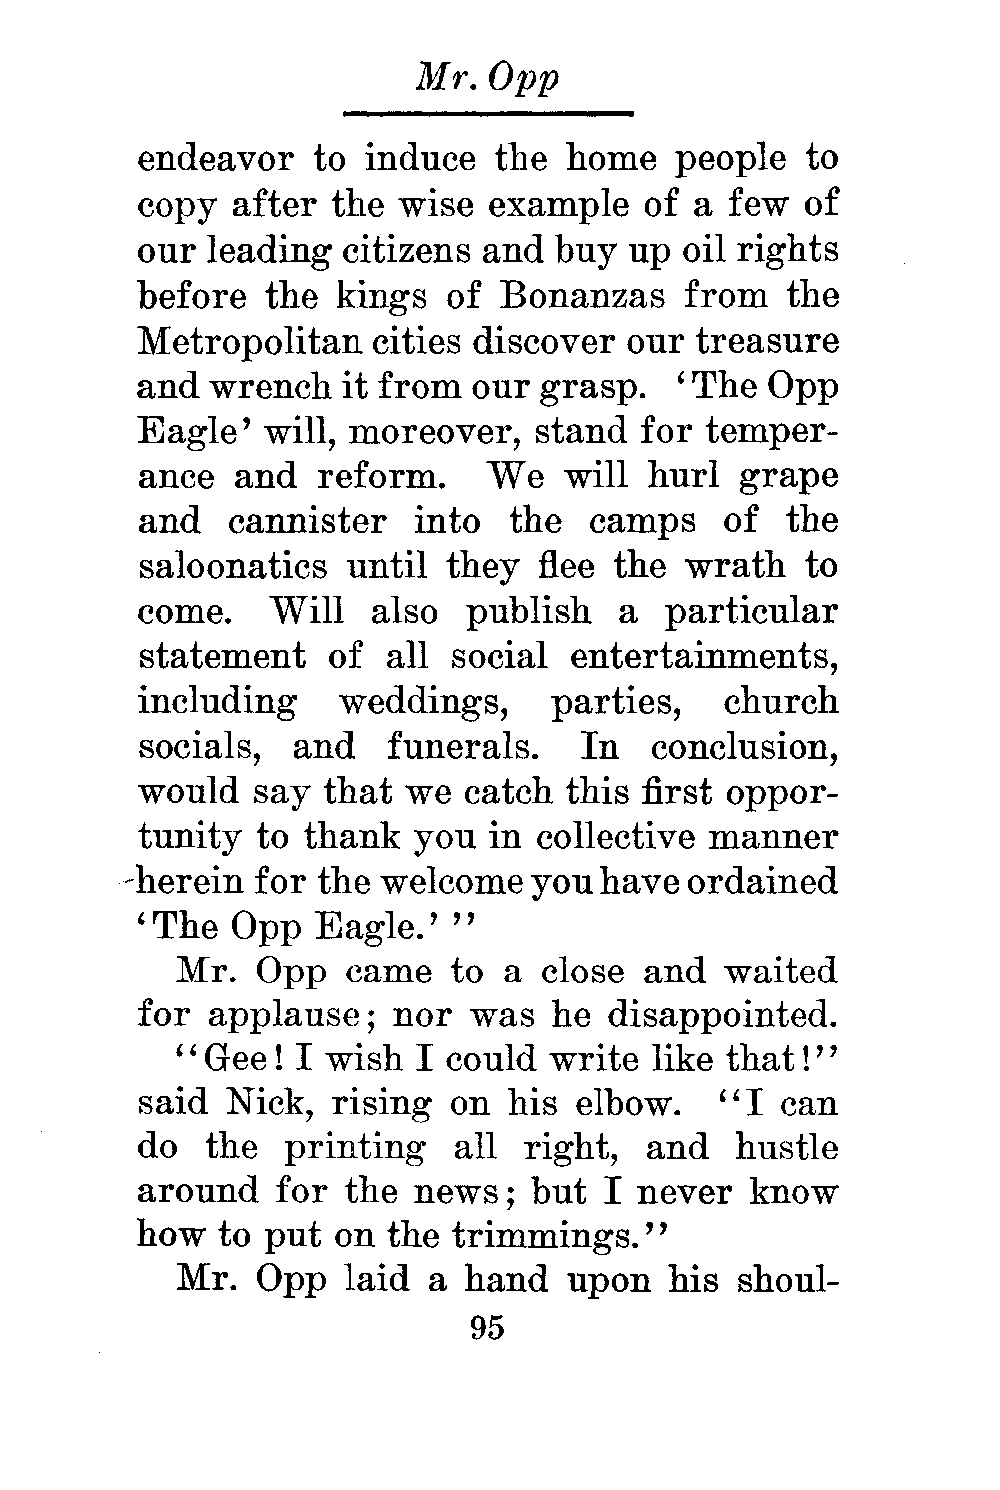 Mr. Opp
endeavor to induce the home people to
copy after the wise example of a few of
our leading citizens and buy up oil rights
before the kings of Bonanzas from the
Metropolitan cities discover our treasure
and wrench it from our grasp. ‘The Opp
Eagle’ will, moreover, stand for temper-
ance and reform. We will hurl grape
and cannister into the camps of the
saloonatics until they flee the wrath to
come. Will also publish a particular
statement of all social entertainments,
including weddings, parties, church
socials, and funerals. In conclusion,
would say that we catch this first oppor-
tunity to thank you in collective manner
herein for the welcome you have ordained
‘The Opp Eagle.’ ”
Mr. Opp came to a close and waited
for applause; nor was he disappointed.
“Gee! I wish I could write like that!”
said Nick, rising on his elbow. “I can
do the printing all right, and hustle
around for the news; but I never know
how to put on the trimmings.”
Mr. Opp laid a hand upon his shoul-
95